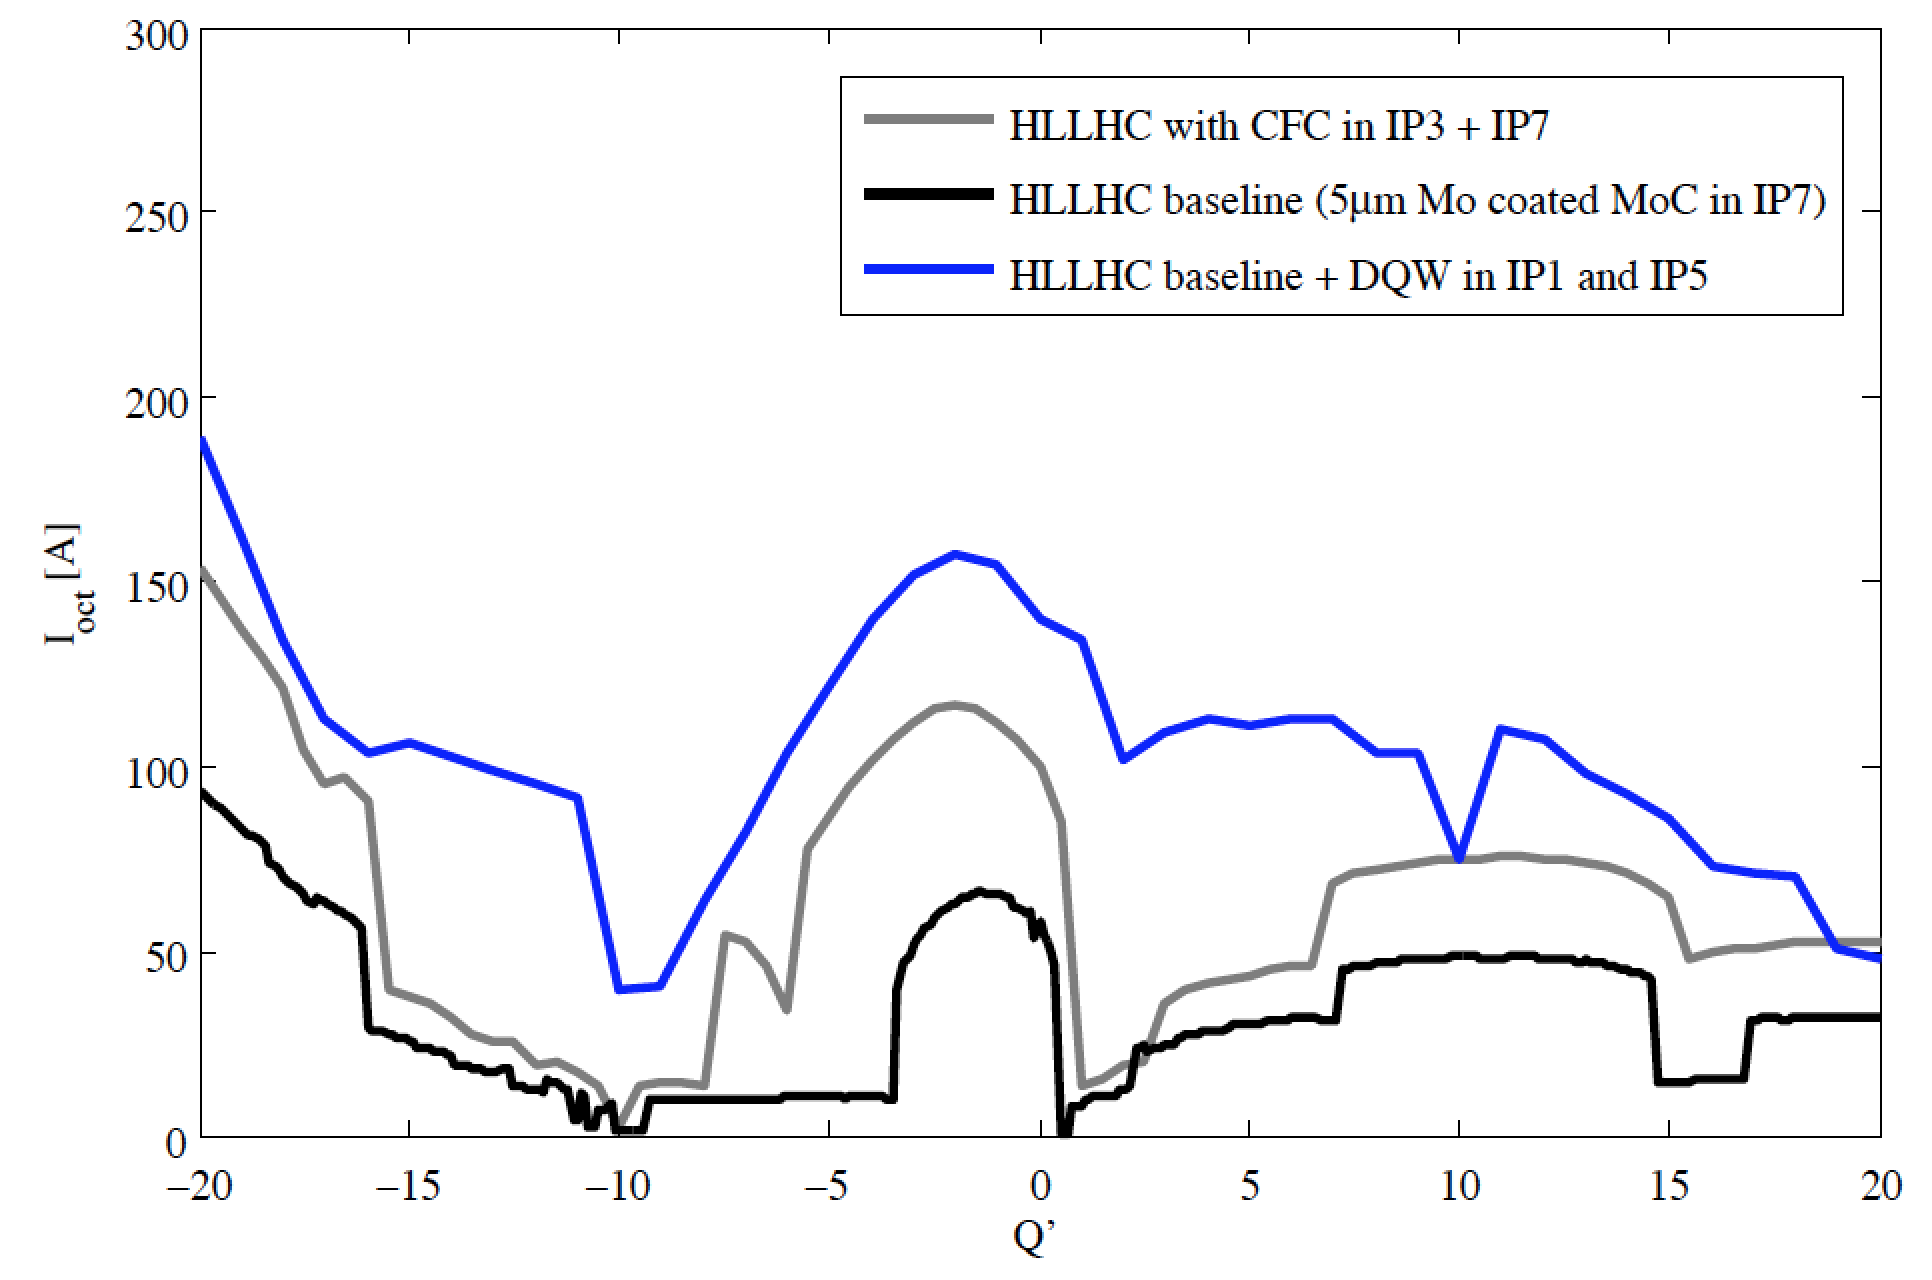 300
250
200
150
100
50
0
I_oct [A]
HLLHC with CFC in IP3 + IP7
HLLHC baseline (5μm Mo coated MoC in IP7)
HLLHC baseline + DQW in IP1 and IP5
–20 –15 –10 –5 0 5 10 15 20
Q’